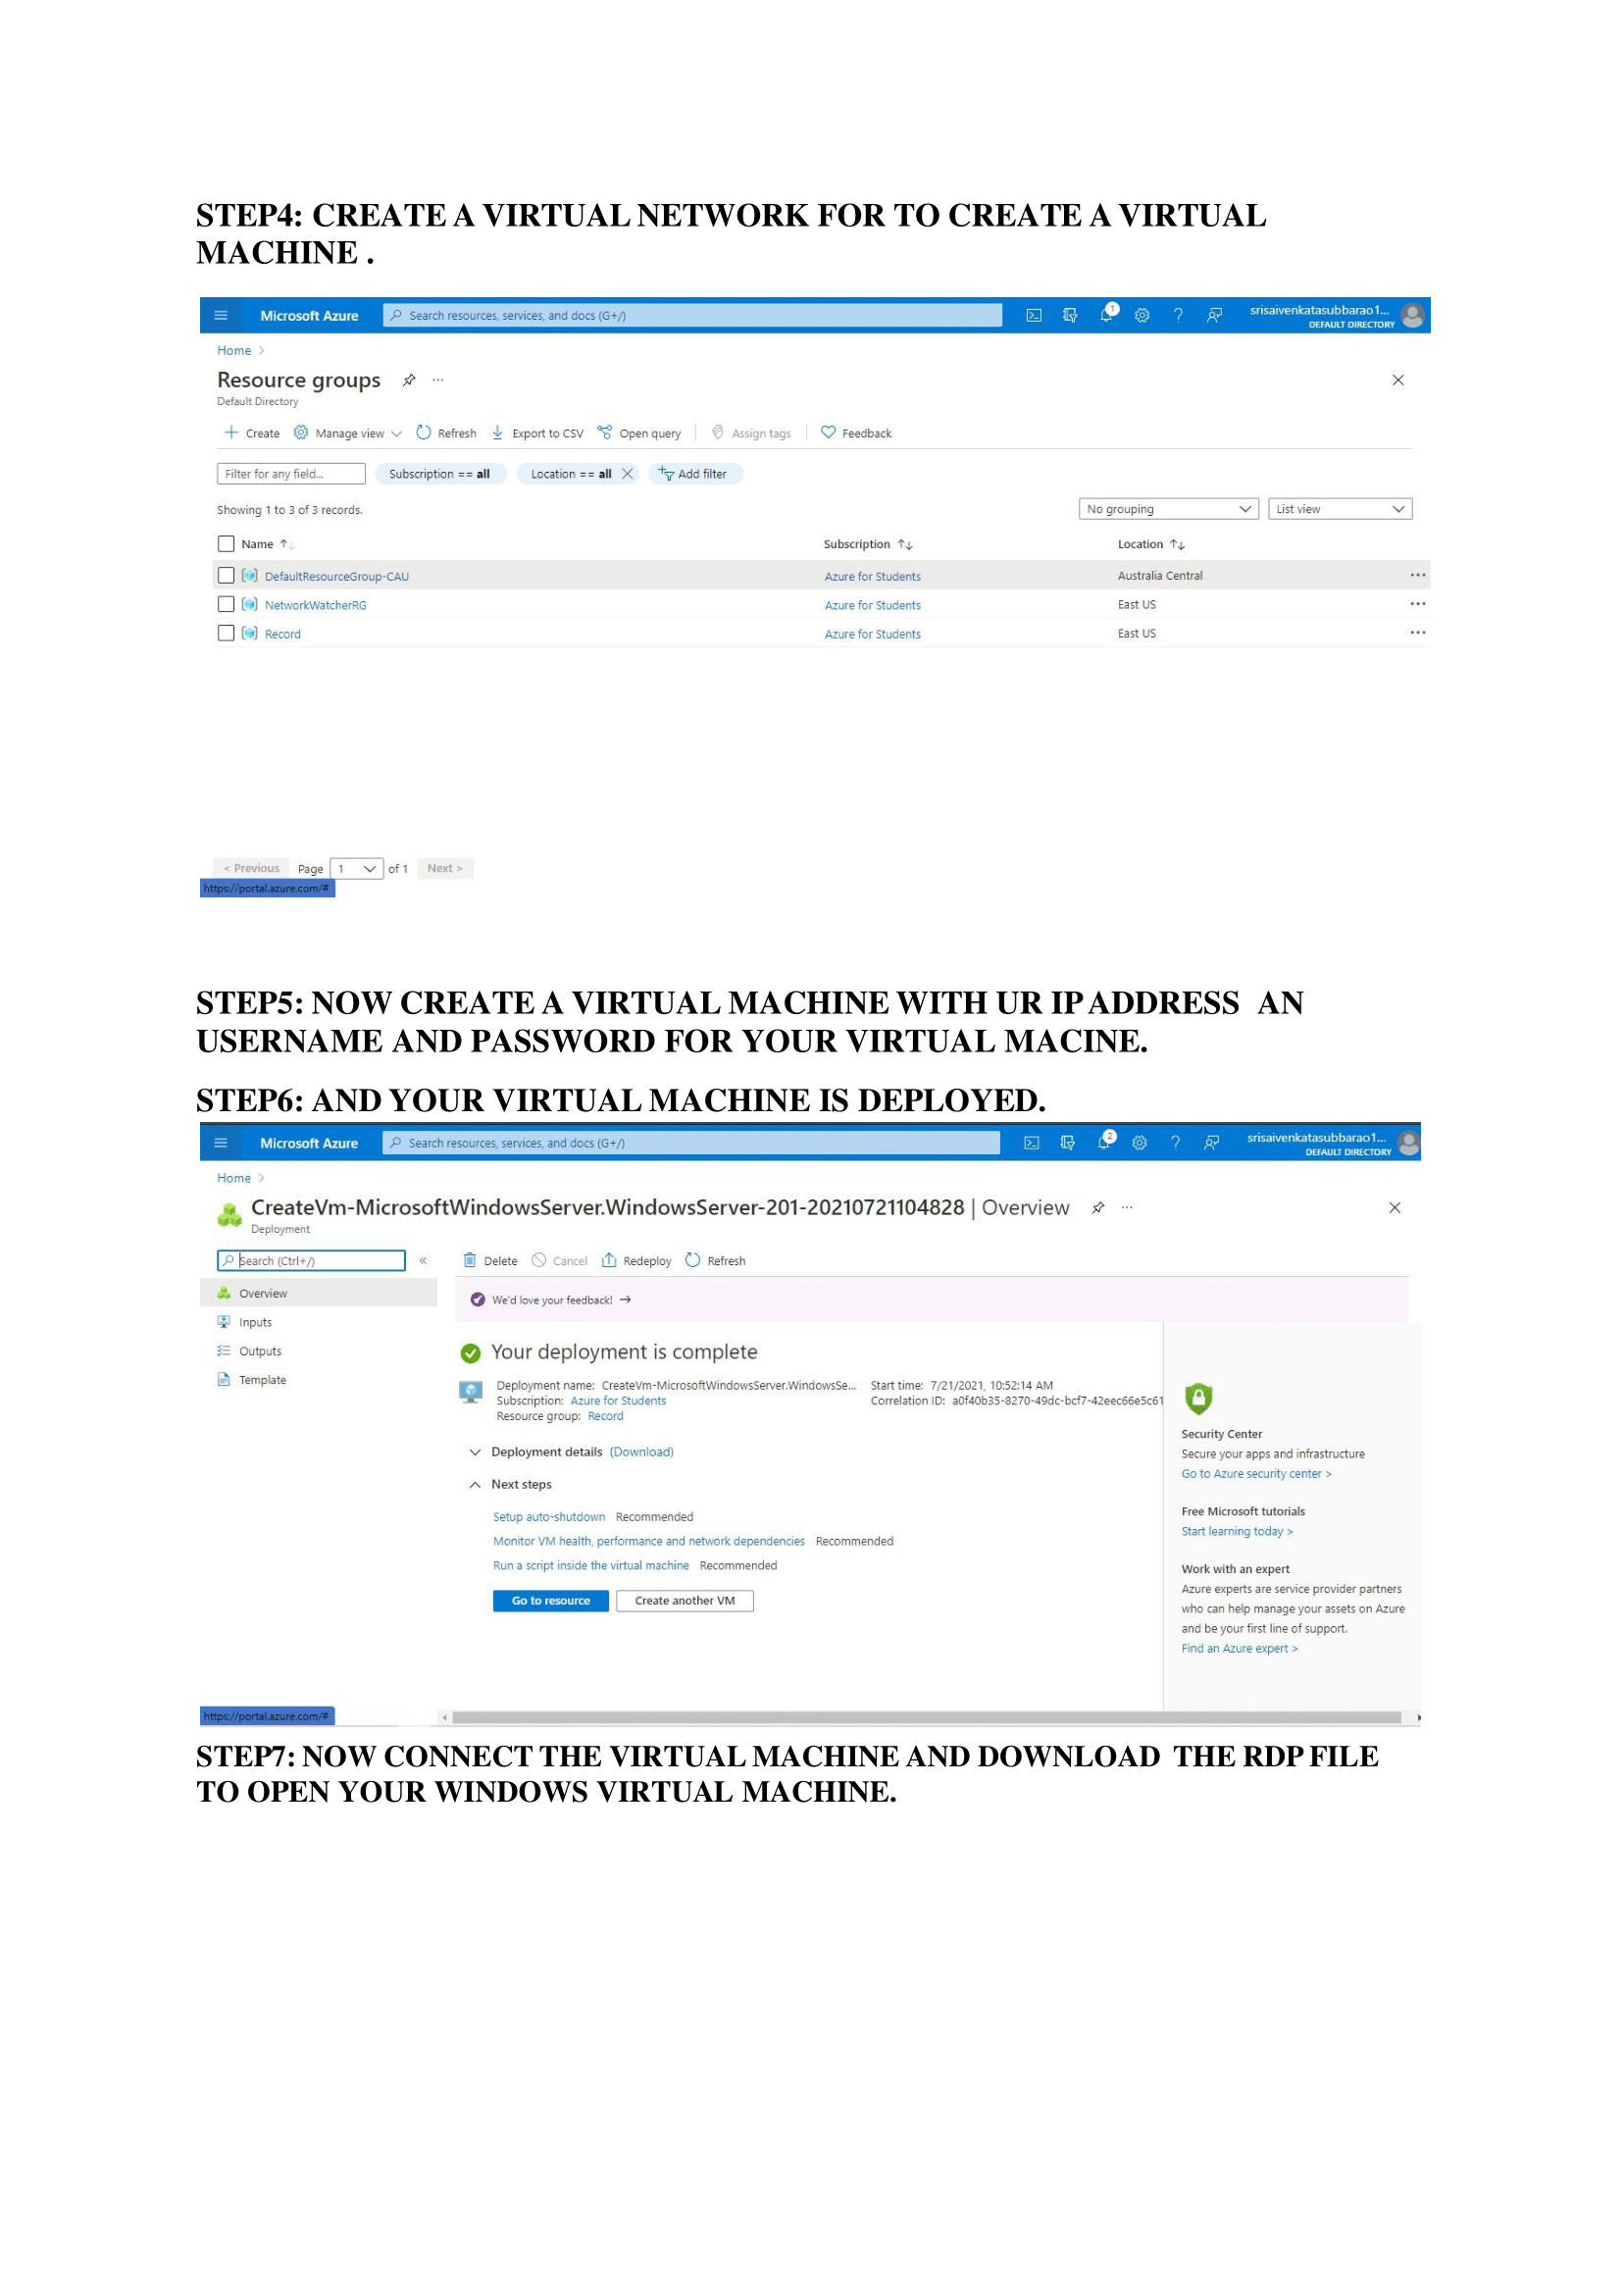 STEP4: CREATE A VIRTUAL NETWORK FOR TO CREATE A VIRTUAL
MACHINE .
Microsoft Azure
Search resources, services, and docs (G+/)
1
srisaivenkatasubbarao1...
DEFAULT DIRECTORY
Home >
Resource groups ...
Default Directory
+ Create Manage view Refresh Export to CSV Open query Assign tags Feedback
Filter for any field... Subscription == all Location == all Add filter
Showing 1 to 3 of 3 records.
No grouping List view
Name Subscription Location
DefaultResourceGroup-CAU Azure for Students Australia Central ...
NetworkWatcherRG Azure for Students East US ...
Record Azure for Students East US ...
< Previous Page 1 of 1 Next >
https://portal.azure.com/#
STEP5: NOW CREATE A VIRTUAL MACHINE WITH UR IP ADDRESS AN
USERNAME AND PASSWORD FOR YOUR VIRTUAL MACINE.
STEP6: AND YOUR VIRTUAL MACHINE IS DEPLOYED.
Microsoft Azure
Search resources, services, and docs (G+/)
2
srisaivenkatasubbarao1...
DEFAULT DIRECTORY
Home >
CreateVm-MicrosoftWindowsServer.WindowsServer-201-20210721104828 | Overview ...
Deployment
Search (Ctrl+/) «
Delete Cancel Redeploy Refresh
Overview
Inputs
Outputs
Template
We'd love your feedback! →
Your deployment is complete
Deployment name: CreateVm-MicrosoftWindowsServer.WindowsSe... Start time: 7/21/2021, 10:52:14 AM
Subscription: Azure for Students Correlation ID: a0f40b35-8270-49dc-bcf7-42eec66e5c61
Resource group: Record
Deployment details (Download)
Next steps
Setup auto-shutdown Recommended
Monitor VM health, performance and network dependencies Recommended
Run a script inside the virtual machine Recommended
Go to resource Create another VM
Security Center
Secure your apps and infrastructure
Go to Azure security center >
Free Microsoft tutorials
Start learning today >
Work with an expert
Azure experts are service provider partners
who can help manage your assets on Azure
and be your first line of support.
Find an Azure expert >
https://portal.azure.com/#
STEP7: NOW CONNECT THE VIRTUAL MACHINE AND DOWNLOAD THE RDP FILE
TO OPEN YOUR WINDOWS VIRTUAL MACHINE.